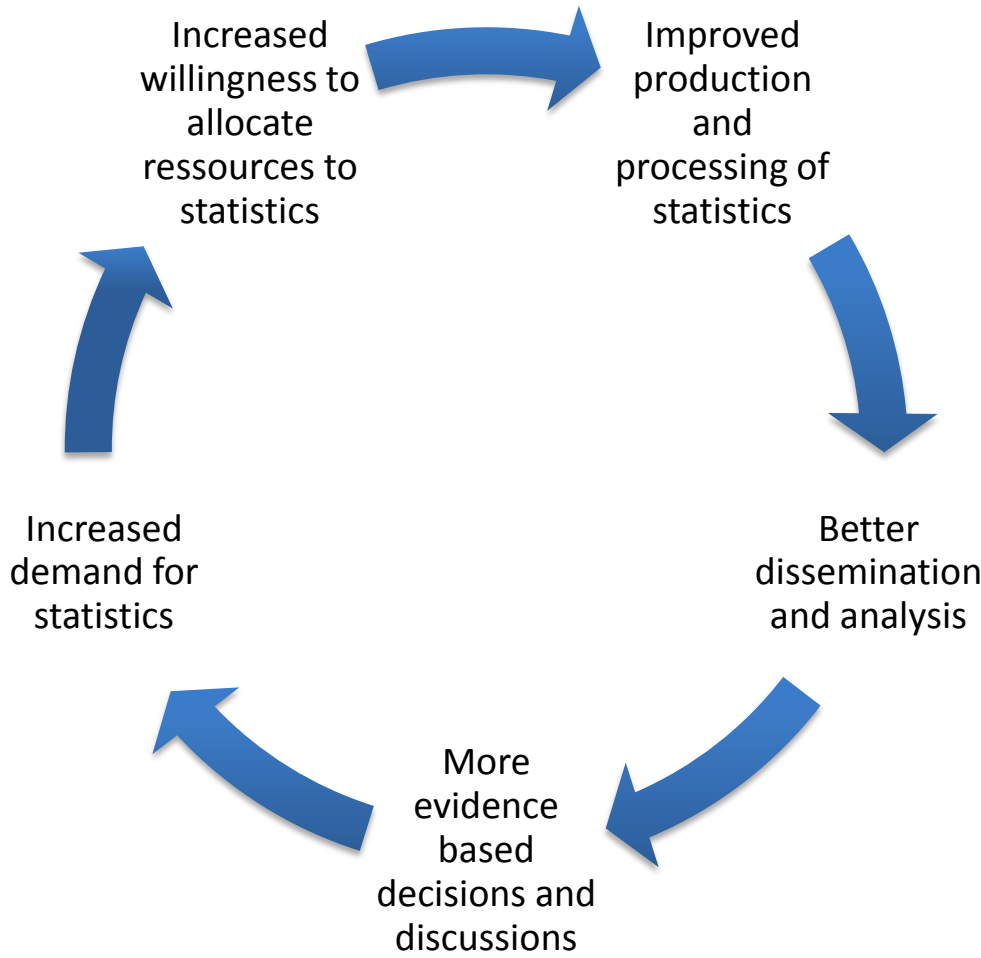 Increased
willingness to
allocate
ressources to
statistics
Improved
production
and
processing of
statistics
Better
dissemination
and analysis
More
evidence
based
decisions and
discussions
Increased
demand for
statistics